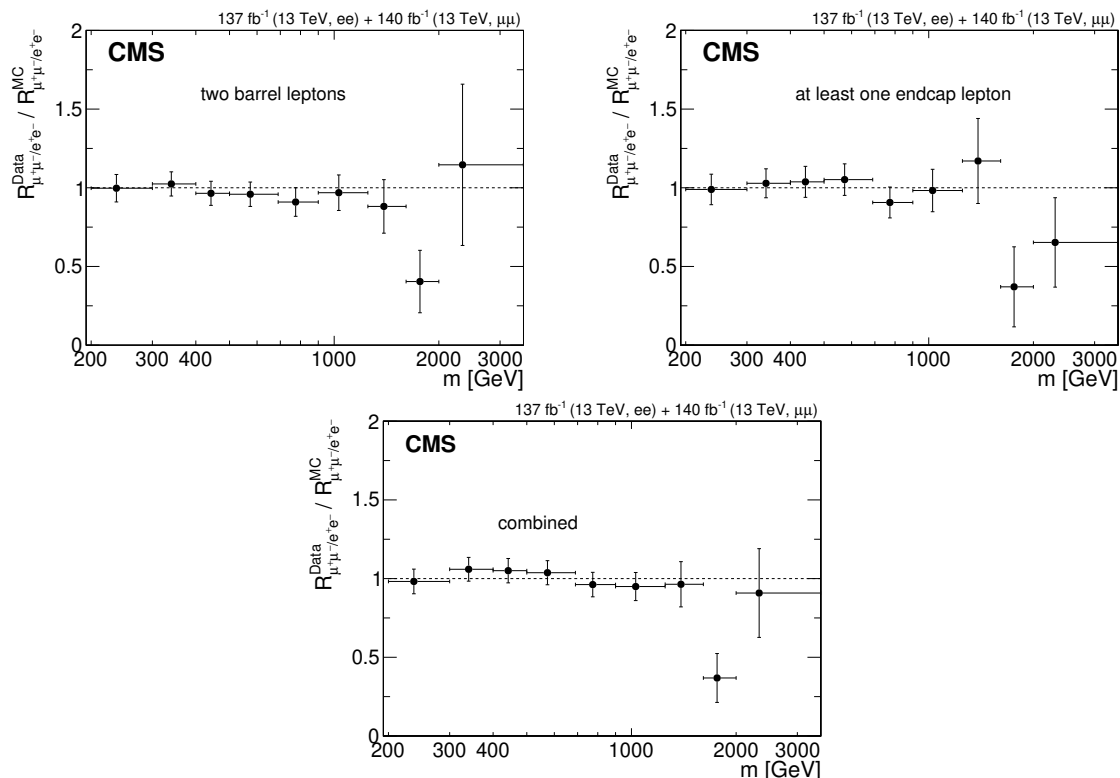 137 fb⁻¹ (13 TeV, ee) + 140 fb⁻¹ (13 TeV, μμ)
CMS
two barrel leptons
R^Data_μ⁺μ⁻/e⁺e⁻ / R^MC_μ⁺μ⁻/e⁺e⁻
2
1.5
1
0.5
0
200 300 400 1000 2000 3000
m [GeV]
137 fb⁻¹ (13 TeV, ee) + 140 fb⁻¹ (13 TeV, μμ)
CMS
at least one endcap lepton
R^Data_μ⁺μ⁻/e⁺e⁻ / R^MC_μ⁺μ⁻/e⁺e⁻
2
1.5
1
0.5
0
200 300 400 1000 2000 3000
m [GeV]
137 fb⁻¹ (13 TeV, ee) + 140 fb⁻¹ (13 TeV, μμ)
CMS
combined
R^Data_μ⁺μ⁻/e⁺e⁻ / R^MC_μ⁺μ⁻/e⁺e⁻
2
1.5
1
0.5
0
200 300 400 1000 2000 3000
m [GeV]